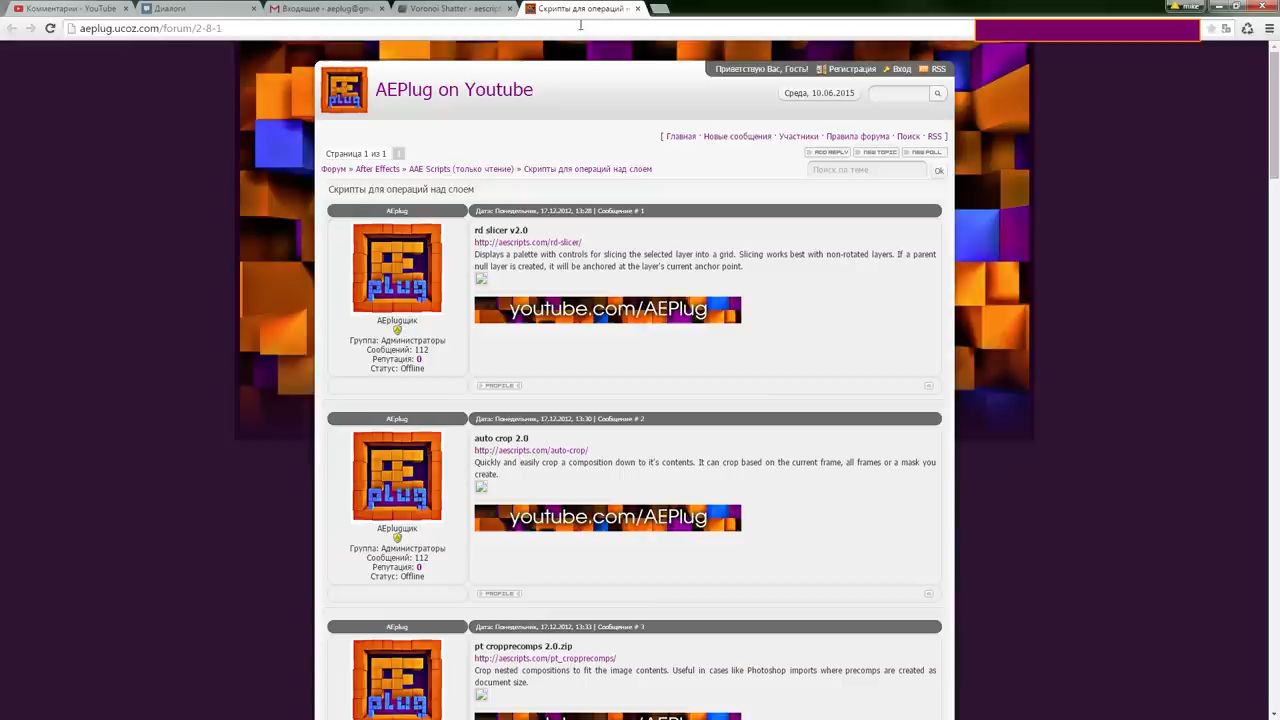 Комментарии - YouTube
Диалоги
Входящие - aeplug@gm
Voronoi Shatter - aescript
Скрипты для операций н
mike
aeplug.ucoz.com/forum/2-8-1
Приветствую Вас, Гость! Регистрация Вход RSS
AEPlug on Youtube
Среда, 10.06.2015
[ Главная · Новые сообщения · Участники · Правила форума · Поиск · RSS ]
Страница 1 из 1 1
ADD REPLY NEW TOPIC NEW POLL
Форум » After Effects » AAE Scripts (только чтение) » Скрипты для операций над слоем
Поиск по теме Ok
Скрипты для операций над слоем
AEplug Дата: Понедельник, 17.12.2012, 13:28 | Сообщение # 1
rd slicer v2.0
http://aescripts.com/rd-slicer/
Displays a palette with controls for slicing the selected layer into a grid. Slicing works best with non-rotated layers. If a parent
null layer is created, it will be anchored at the layer's current anchor point.
youtube.com/AEPlug
Æ plug
AEplugщик
Группа: Администраторы
Сообщений: 112
Репутация: 0
Статус: Offline
PROFILE
AEplug Дата: Понедельник, 17.12.2012, 13:30 | Сообщение # 2
auto crop 2.0
http://aescripts.com/auto-crop/
Quickly and easily crop a composition down to it's contents. It can crop based on the current frame, all frames or a mask you
create.
youtube.com/AEPlug
Æ plug
AEplugщик
Группа: Администраторы
Сообщений: 112
Репутация: 0
Статус: Offline
PROFILE
AEplug Дата: Понедельник, 17.12.2012, 13:33 | Сообщение # 3
pt cropprecomps 2.0.zip
http://aescripts.com/pt_cropprecomps/
Crop nested compositions to fit the image contents. Useful in cases like Photoshop imports where precomps are created as
document size.
Æ plug